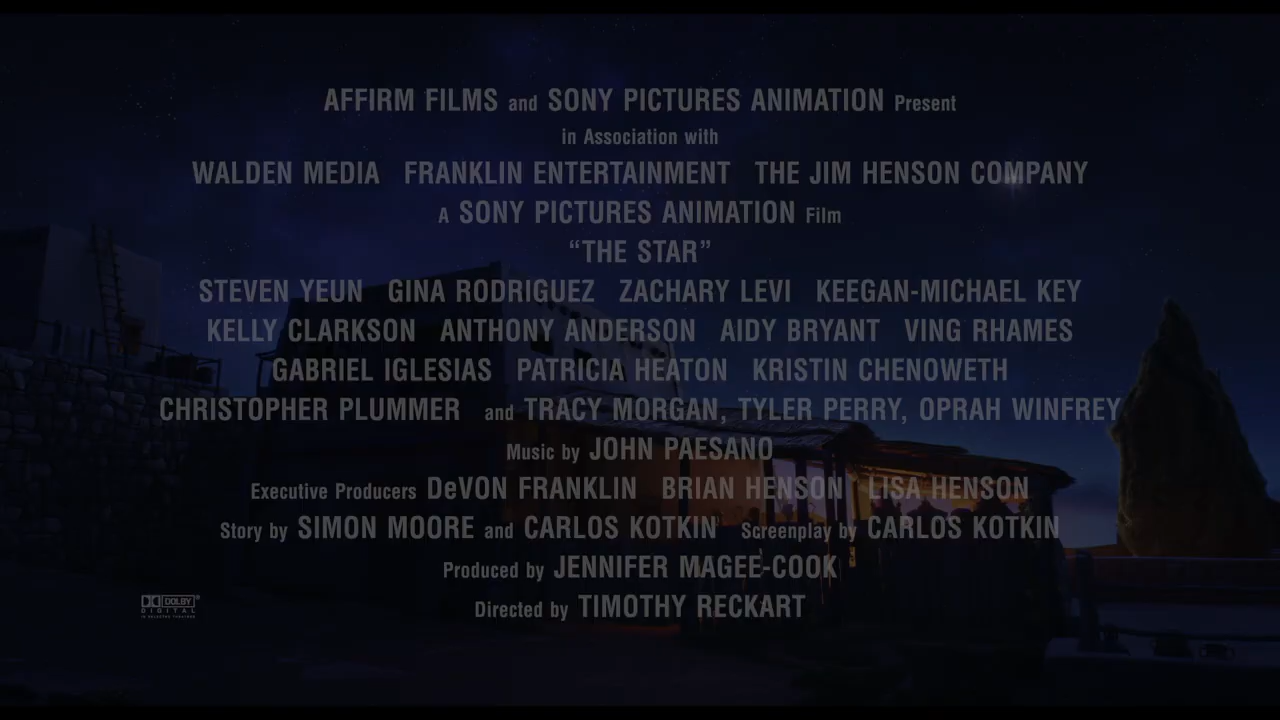 AFFIRM FILMS and SONY PICTURES ANIMATION Present
in Association with
WALDEN MEDIA FRANKLIN ENTERTAINMENT THE JIM HENSON COMPANY
A SONY PICTURES ANIMATION Film
“THE STAR”
STEVEN YEUN GINA RODRIGUEZ ZACHARY LEVI KEEGAN-MICHAEL KEY
KELLY CLARKSON ANTHONY ANDERSON AIDY BRYANT VING RHAMES
GABRIEL IGLESIAS PATRICIA HEATON KRISTIN CHENOWETH
CHRISTOPHER PLUMMER and TRACY MORGAN, TYLER PERRY, OPRAH WINFREY
Music by JOHN PAESANO
Executive Producers DeVON FRANKLIN BRIAN HENSON LISA HENSON
Story by SIMON MOORE and CARLOS KOTKIN Screenplay by CARLOS KOTKIN
Produced by JENNIFER MAGEE-COOK
Directed by TIMOTHY RECKART
DOLBY®
DIGITAL
IN SELECTED THEATRES